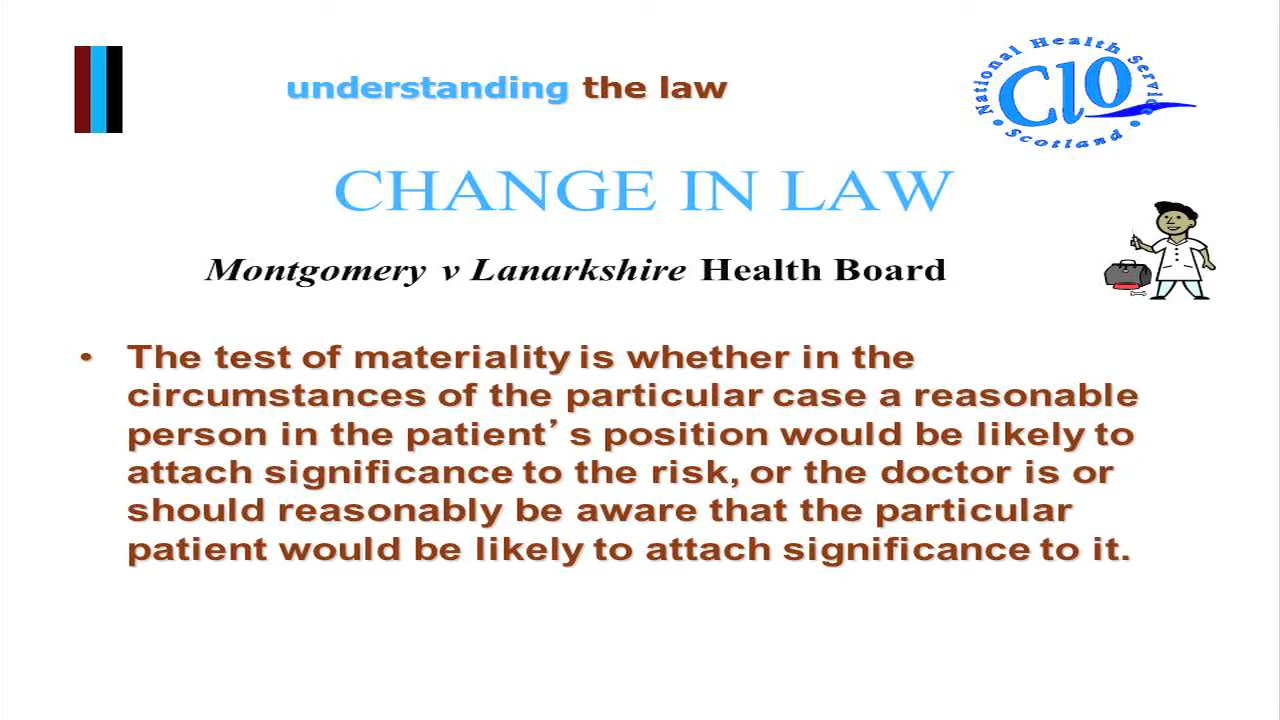 understanding the law
National Health Service
ClO
Scotland
CHANGE IN LAW
Montgomery v Lanarkshire Health Board
• The test of materiality is whether in the
circumstances of the particular case a reasonable
person in the patient’s position would be likely to
attach significance to the risk, or the doctor is or
should reasonably be aware that the particular
patient would be likely to attach significance to it.